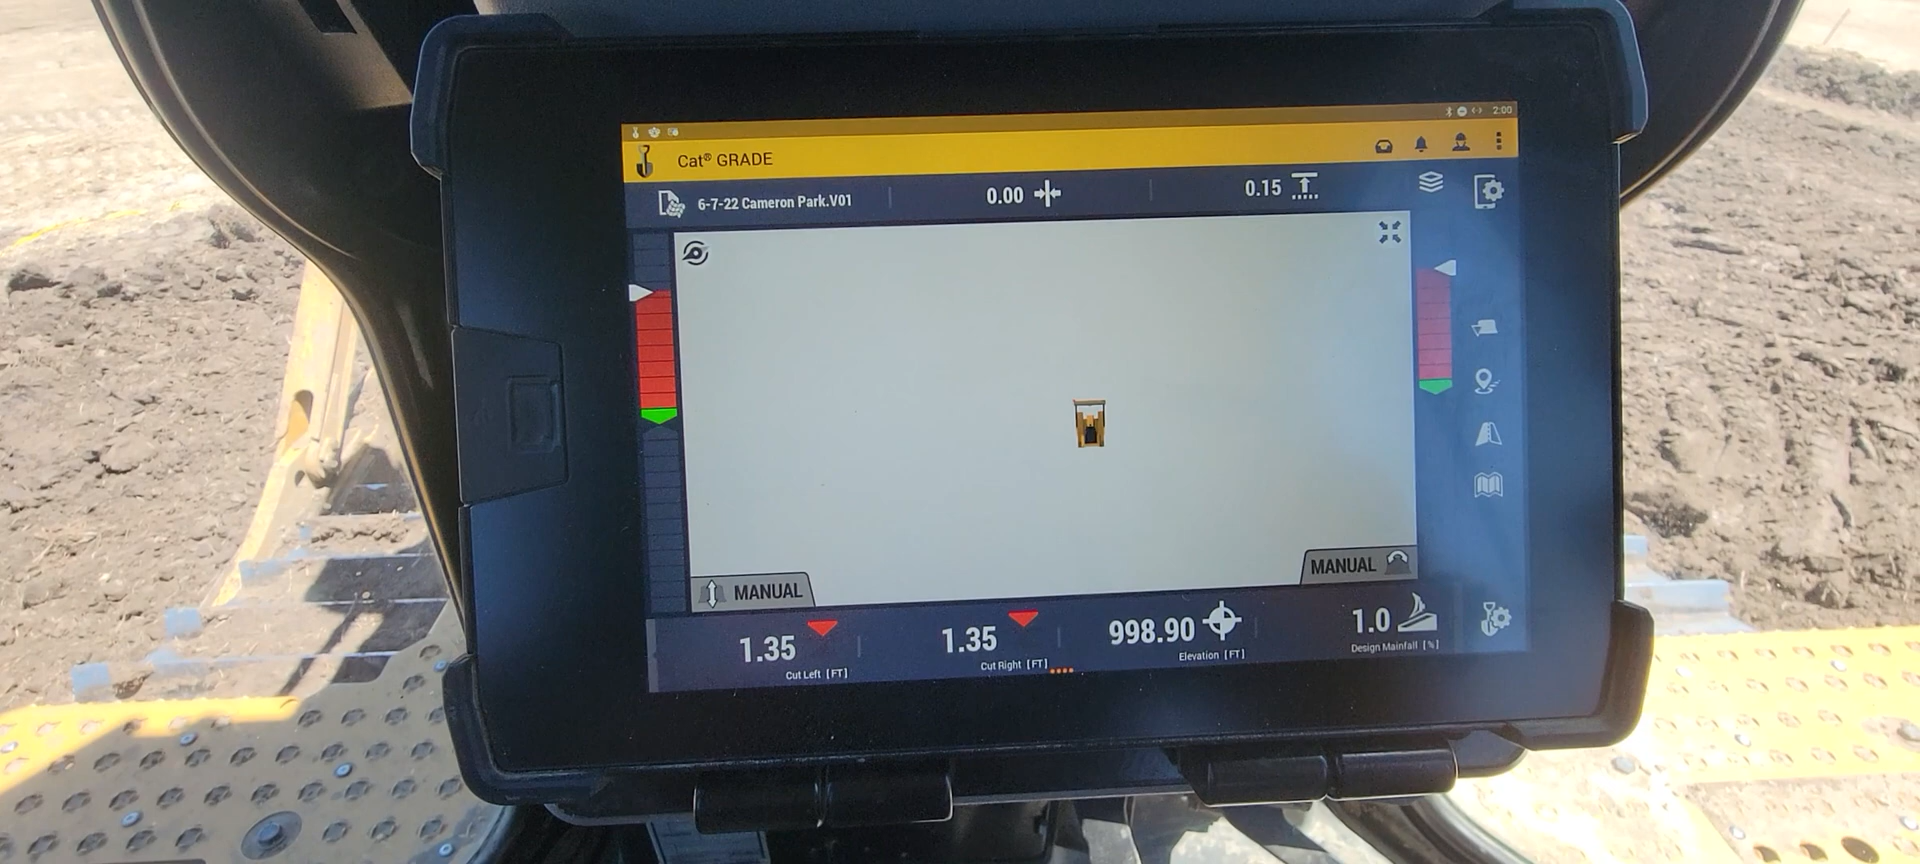 2:00
Cat® GRADE
6-7-22 Cameron Park.V01
0.00
0.15
MANUAL
MANUAL
1.35
Cut Left [FT]
1.35
Cut Right [FT]
998.90
Elevation [FT]
1.0
Design Mainfall [%]